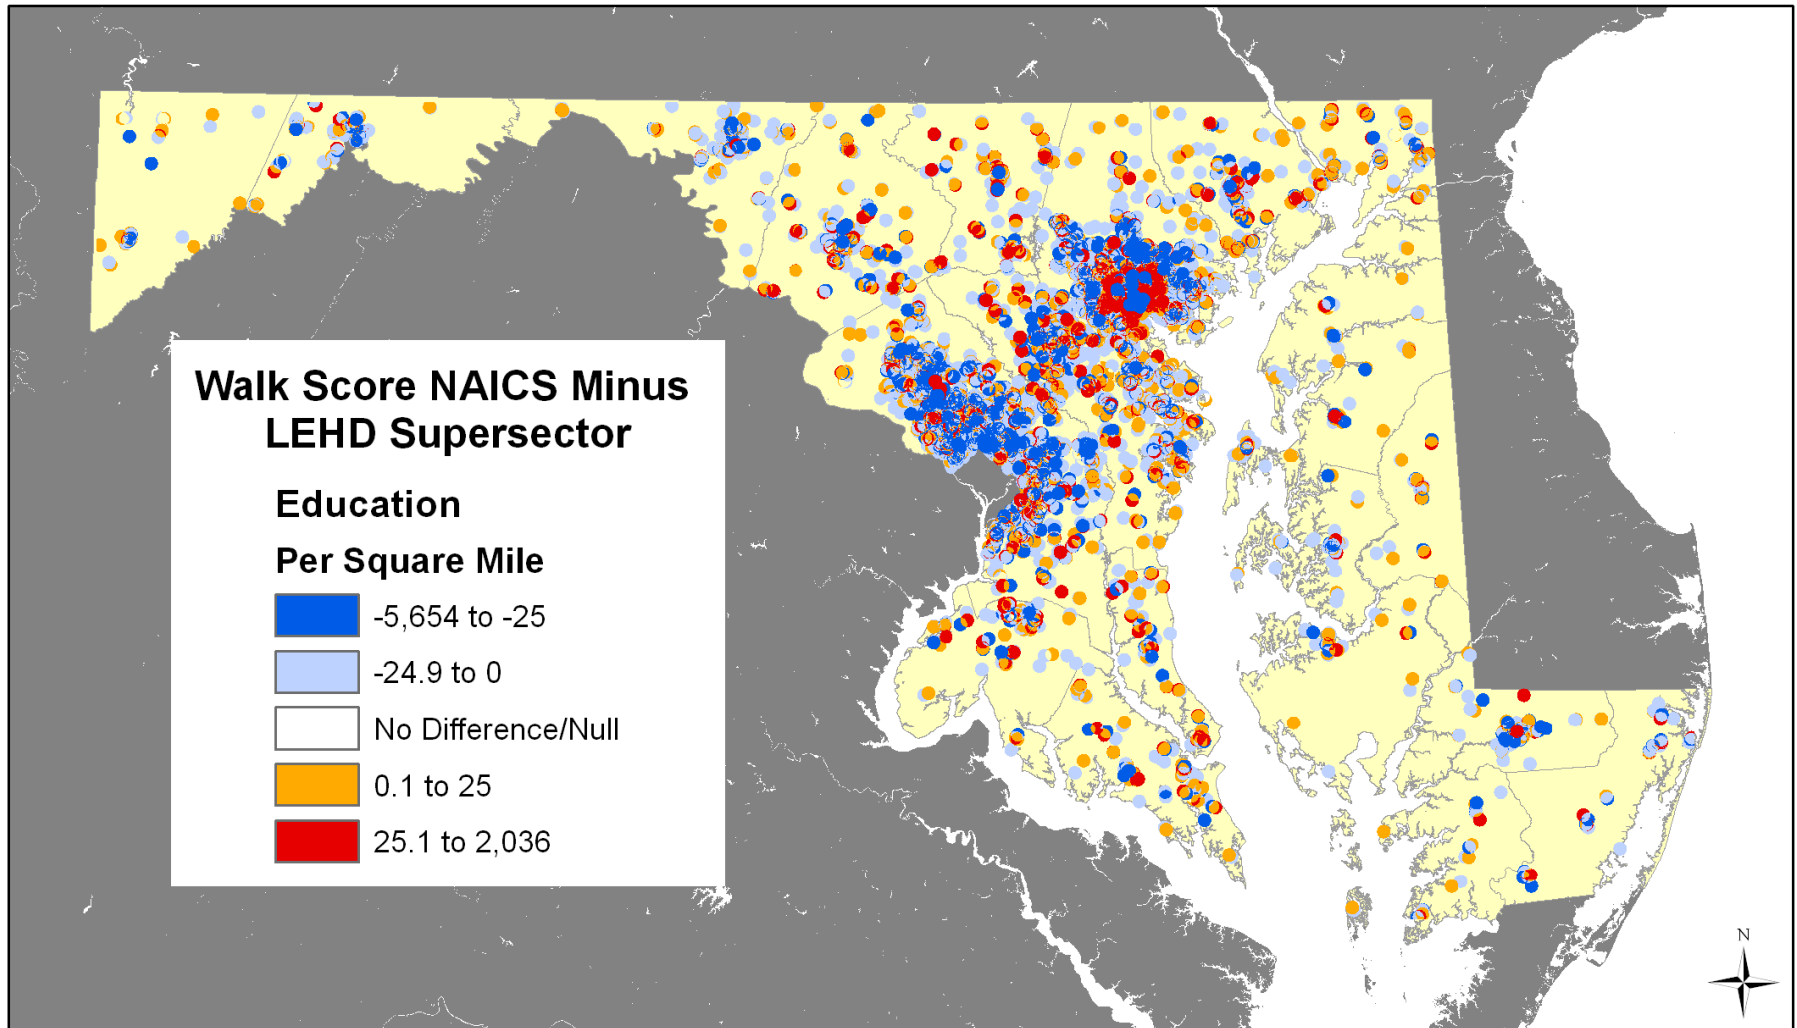 Walk Score NAICS Minus
LEHD Supersector
Education
Per Square Mile
-5,654 to -25
-24.9 to 0
No Difference/Null
0.1 to 25
25.1 to 2,036
N